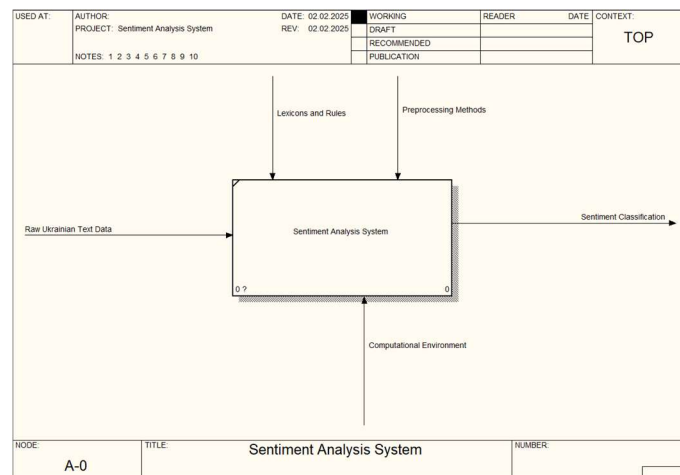 USED AT:
AUTHOR:
DATE: 02.02.2025
WORKING
READER
DATE
CONTEXT:
PROJECT: Sentiment Analysis System
REV: 02.02.2025
DRAFT
TOP
RECOMMENDED
NOTES: 1 2 3 4 5 6 7 8 9 10
PUBLICATION
Lexicons and Rules
Preprocessing Methods
Raw Ukrainian Text Data
Sentiment Analysis System
Sentiment Classification
0 ?
0
Computational Environment
NODE:
TITLE:
Sentiment Analysis System
NUMBER:
A-0